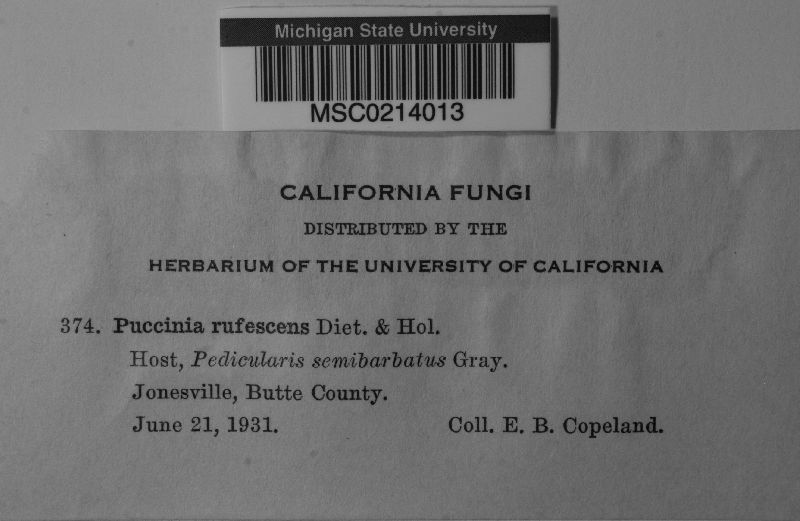 Michigan State University
MSC0214013
CALIFORNIA FUNGI
DISTRIBUTED BY THE
HERBARIUM OF THE UNIVERSITY OF CALIFORNIA
374. Puccinia rufescens Diet. & Hol.
Host, Pedicularis semibarbatus Gray.
Jonesville, Butte County.
June 21, 1931. Coll. E. B. Copeland.